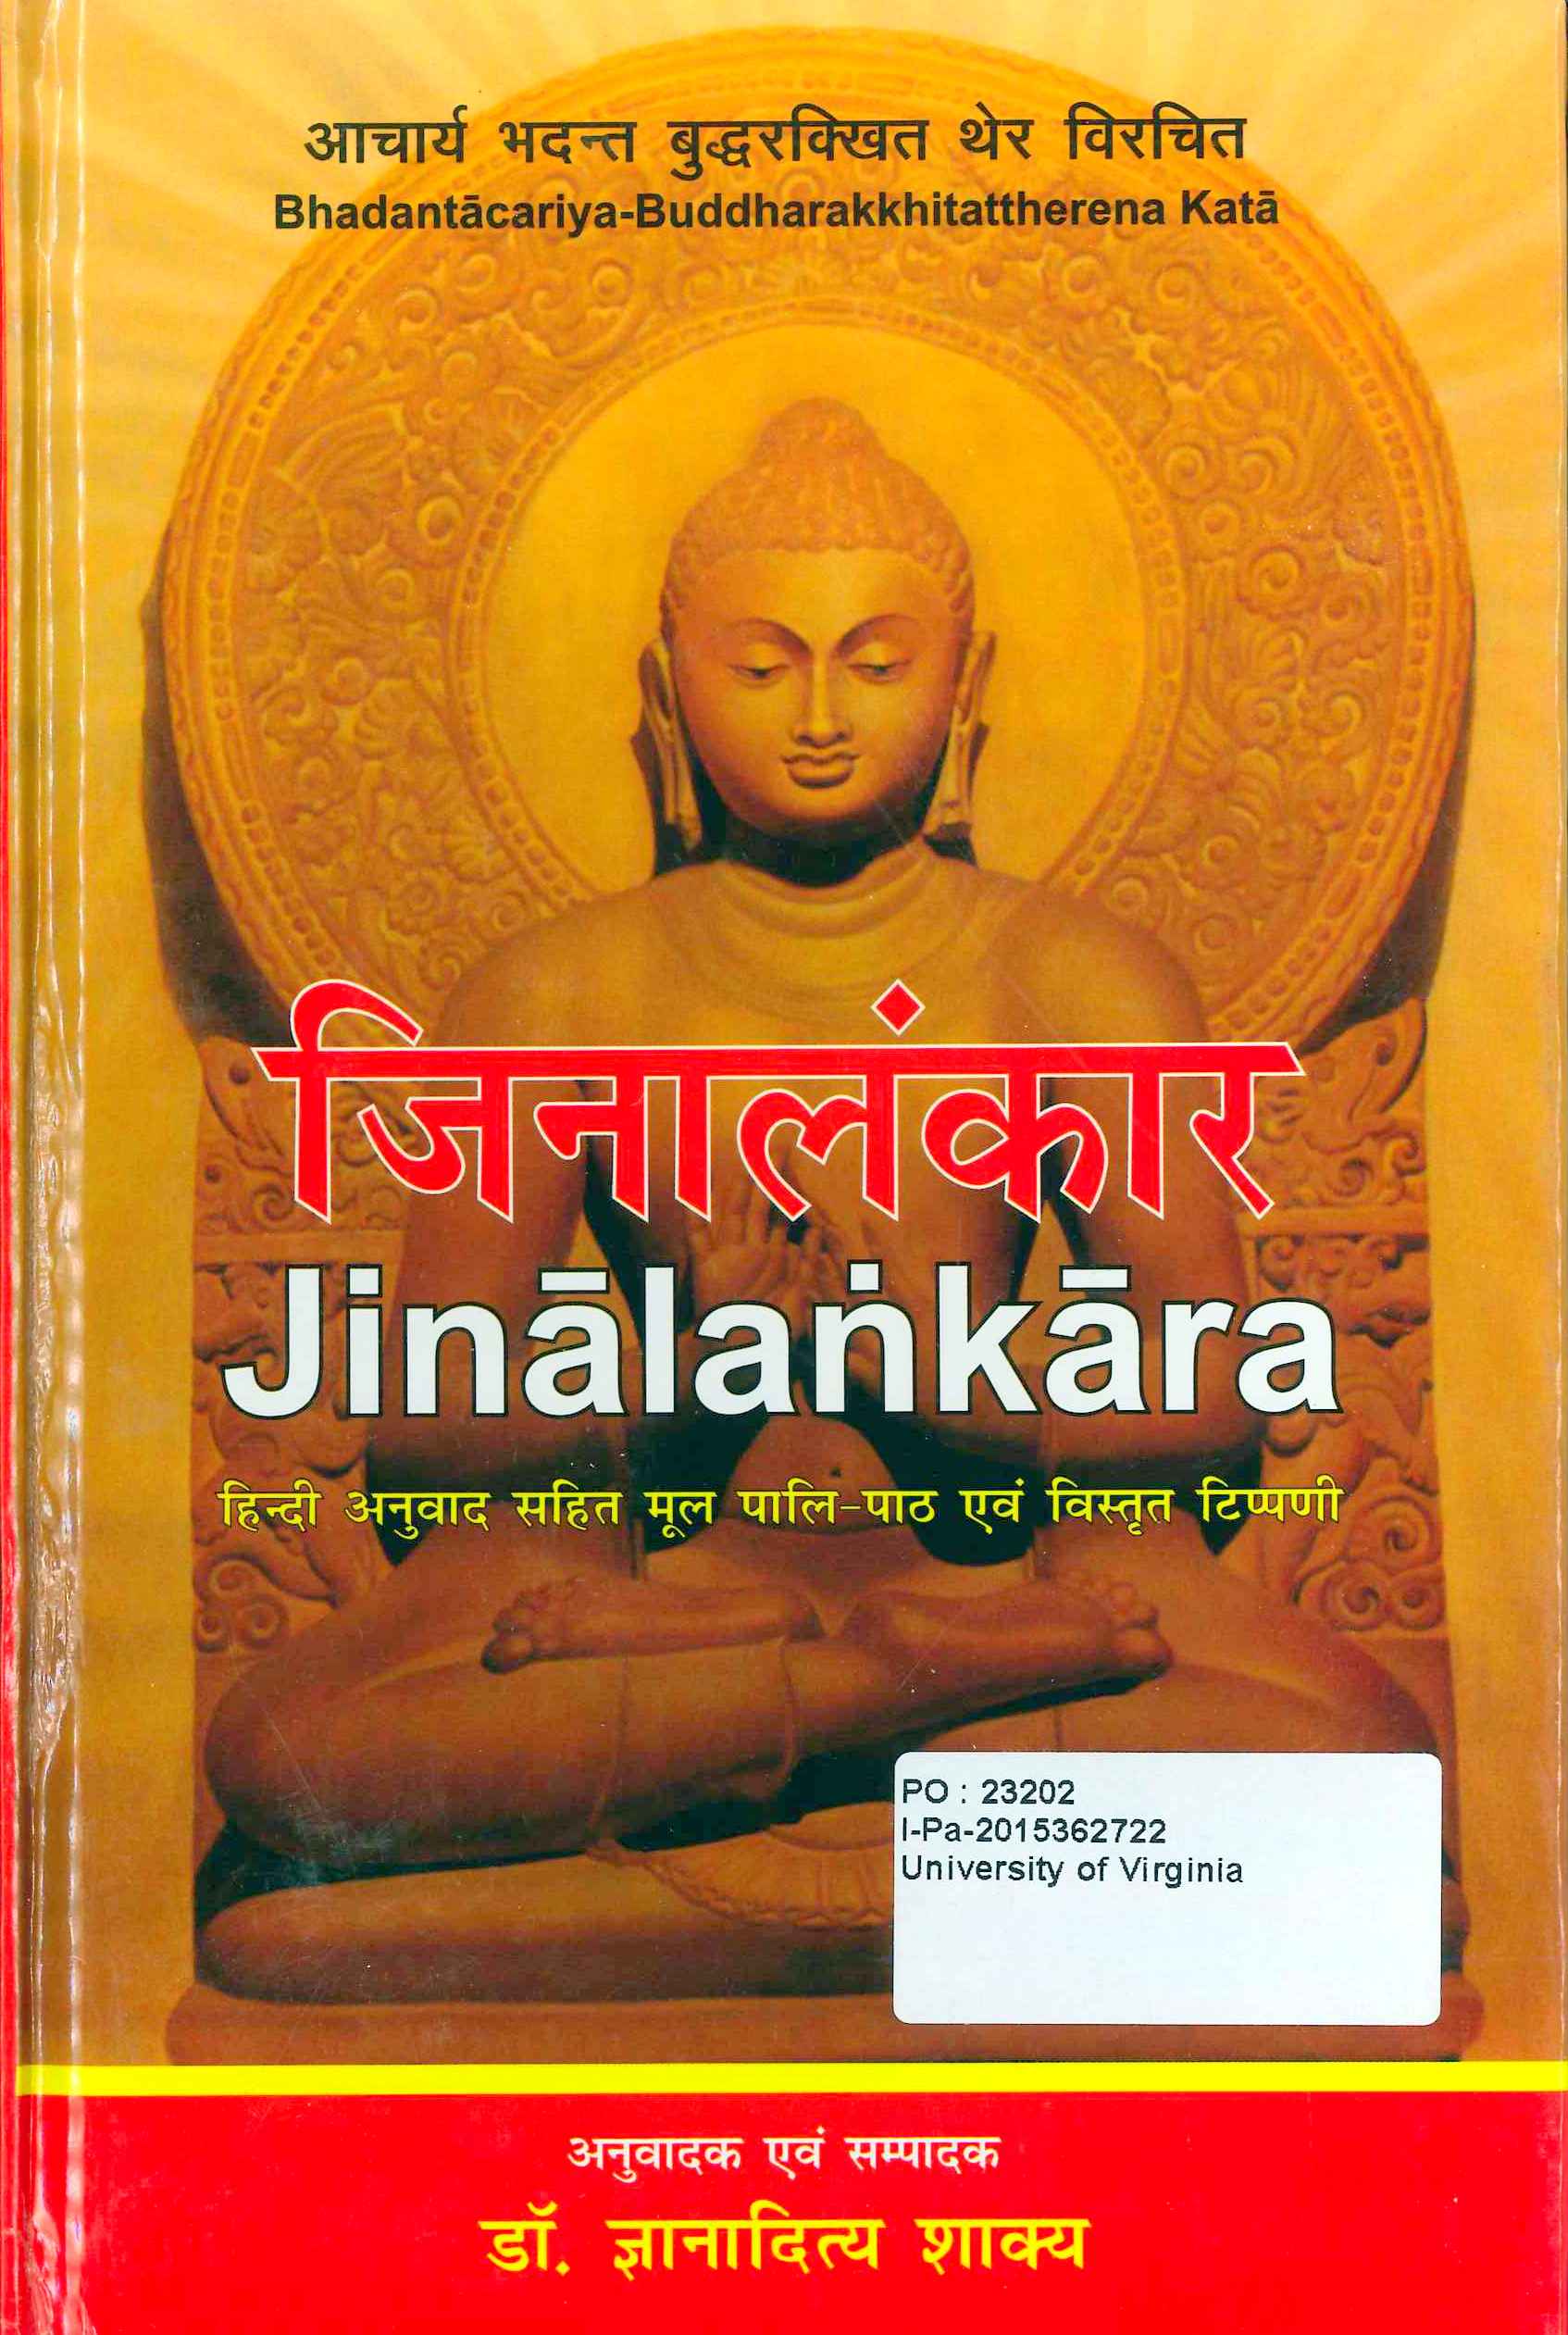 आचार्य भदन्त बुद्धरक्खित थेर विरचित
Bhadantācariya-Buddharakkhitattherena Katā
जिनालंकार
Jinālaṅkāra
हिन्दी अनुवाद सहित मूल पालि-पाठ एवं विस्तृत टिप्पणी
PO : 23202
I-Pa-2015362722
University of Virginia
अनुवादक एवं सम्पादक
डॉ. ज्ञानादित्य शाक्य